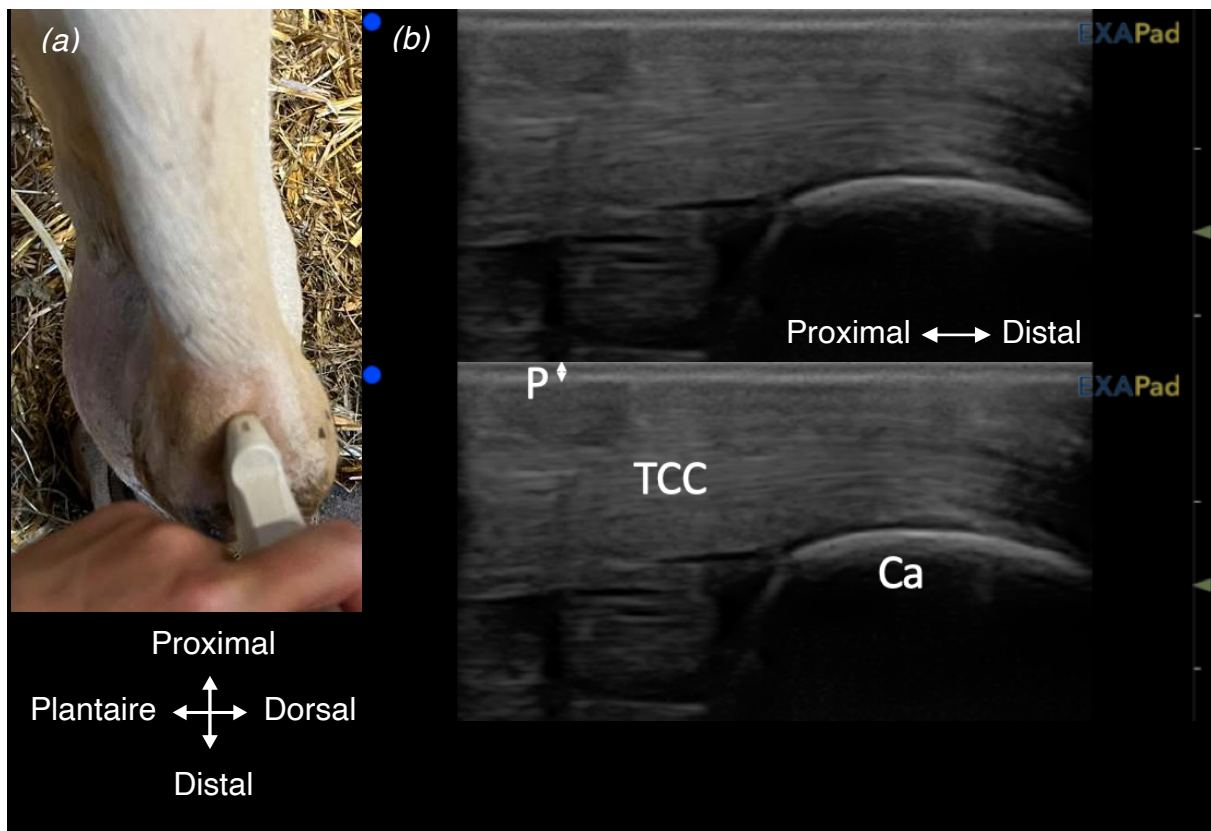 (a)
(b)
EXAPad
Proximal Distal
P
EXAPad
TCC
Ca
Proximal
Plantaire Dorsal
Distal